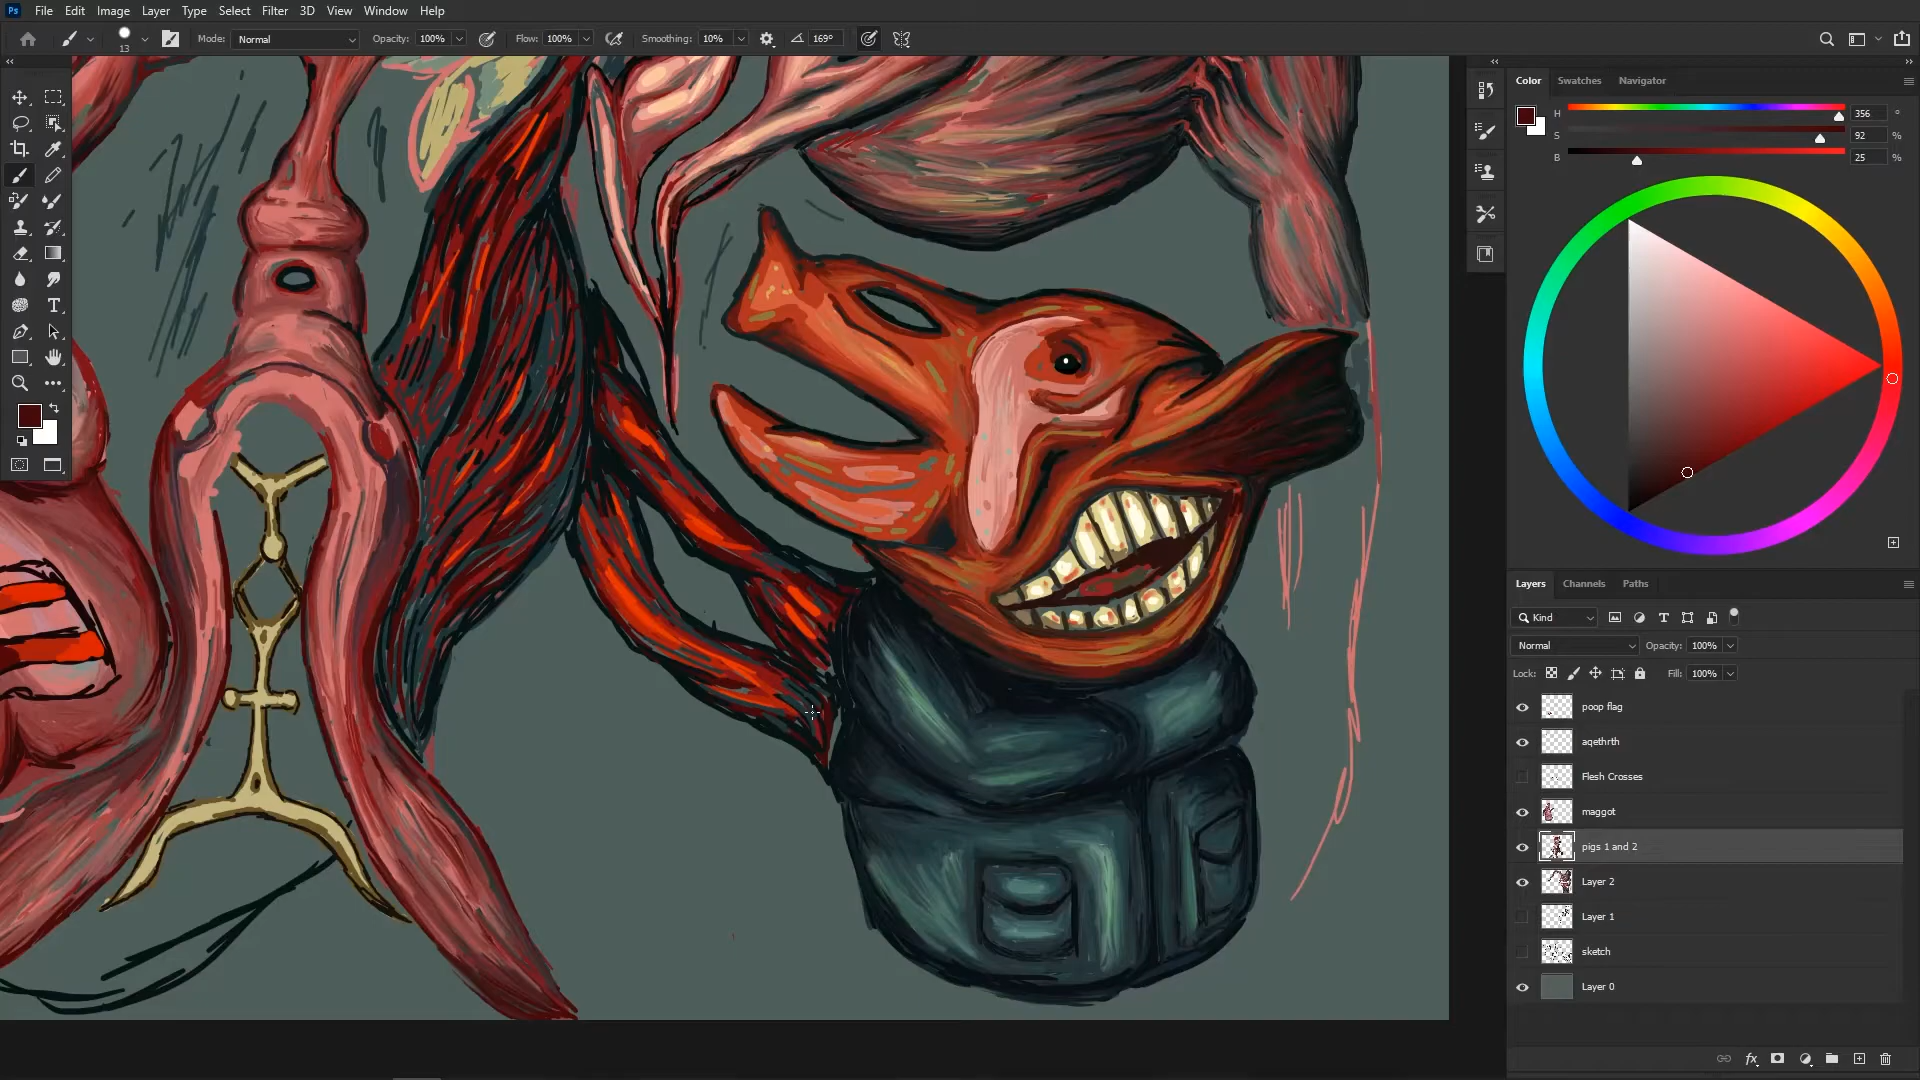 Ps File Edit Image Layer Type Select Filter 3D View Window Help
13 Mode: Normal Opacity: 100% Flow: 100% Smoothing: 10% 169°
Color Swatches Navigator
H 356 °
S 92 %
B 25 %
Layers Channels Paths
Kind
Normal Opacity: 100%
Lock: Fill: 100%
poop flag
aqethrth
Flesh Crosses
maggot
pigs 1 and 2
Layer 2
Layer 1
sketch
Layer 0